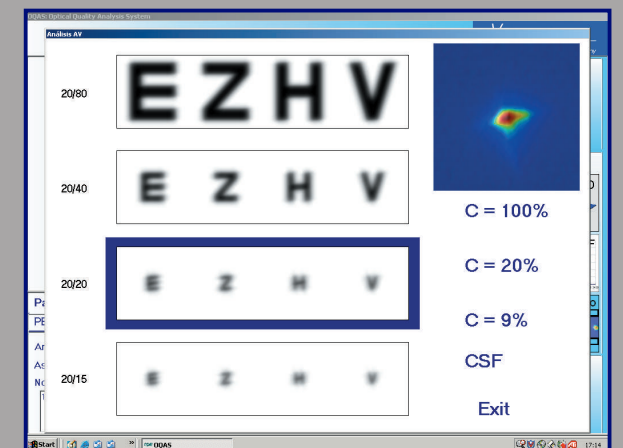 OQAS: Optical Quality Analysis System
Análisis AV
20/80 E Z H V
20/40 E Z H V
C = 100%
C = 20%
20/20 E Z H V
C = 9%
CSF
20/15 E Z H V
Exit
Start
OQAS
17:14